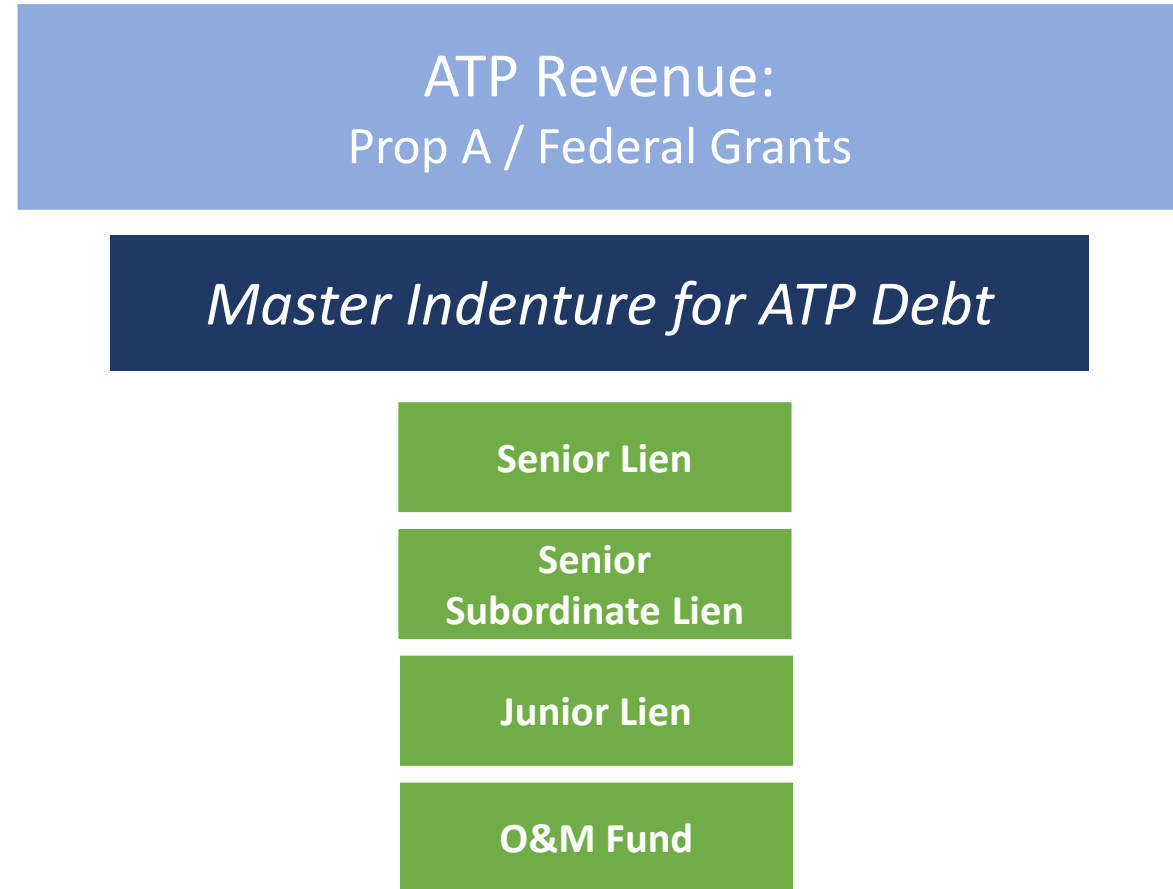 ATP Revenue:
Prop A / Federal Grants
Master Indenture for ATP Debt
Senior Lien
Senior
Subordinate Lien
Junior Lien
O&M Fund